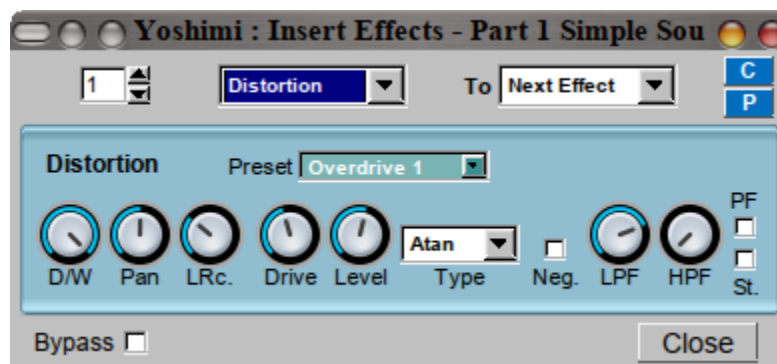 Yoshimi : Insert Effects - Part 1 Simple Sou
1 Distortion To Next Effect C
P
Distortion Preset Overdrive 1
PF
Atan
D/W Pan LRc. Drive Level Type Neg. LPF HPF St.
Bypass Close